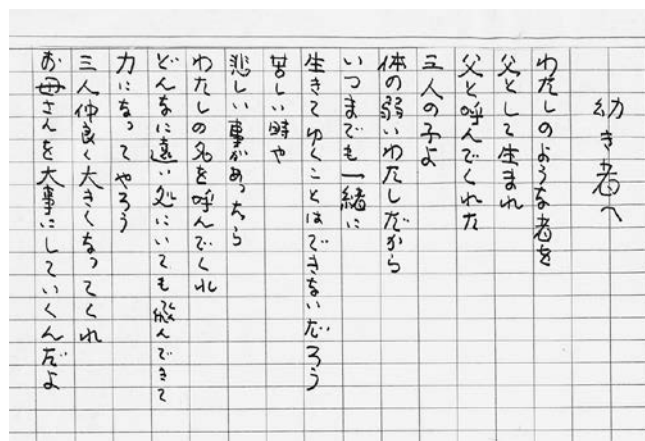 幼き者へ
わたしのような者を
父として生まれ
父と呼んでくれた
三人の子よ
体の弱いわたしだから
いつまでも一緒に
生きてゆくことはできないだろう
苦しい時や
悲しい事があったら
わたしの名を呼んでくれ
どんなに遠い処にいても飛んできて
力になってやろう
三人仲良く大きくなってくれ
お母さんを大事にしていくんだよ